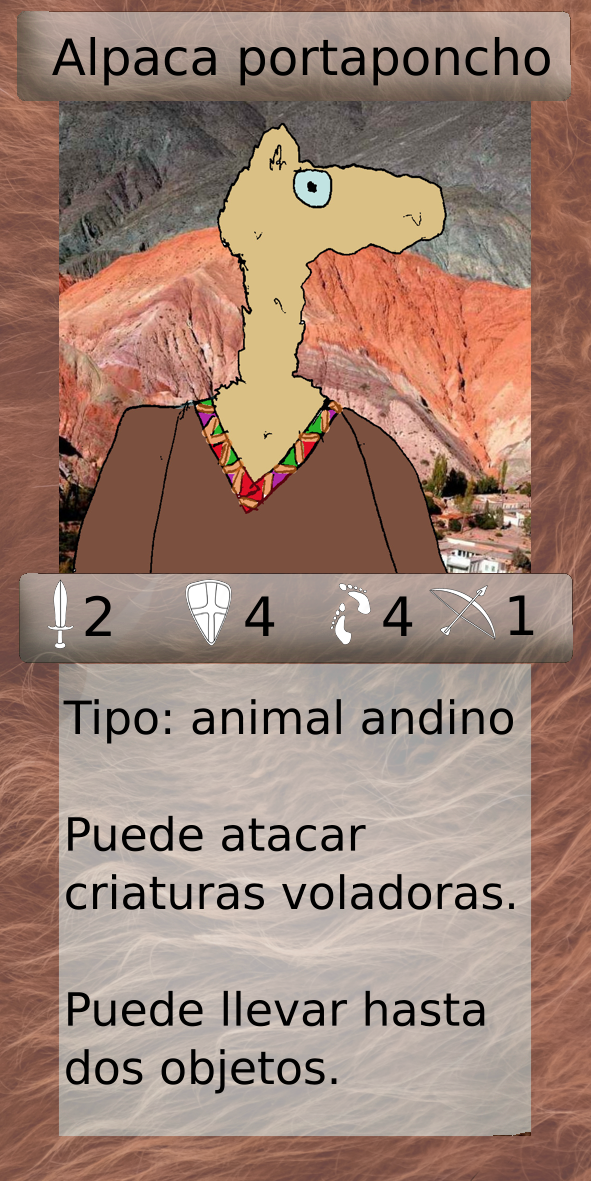 Alpaca portaponcho
2 4 4 1
Tipo: animal andino
Puede atacar
criaturas voladoras.
Puede llevar hasta
dos objetos.